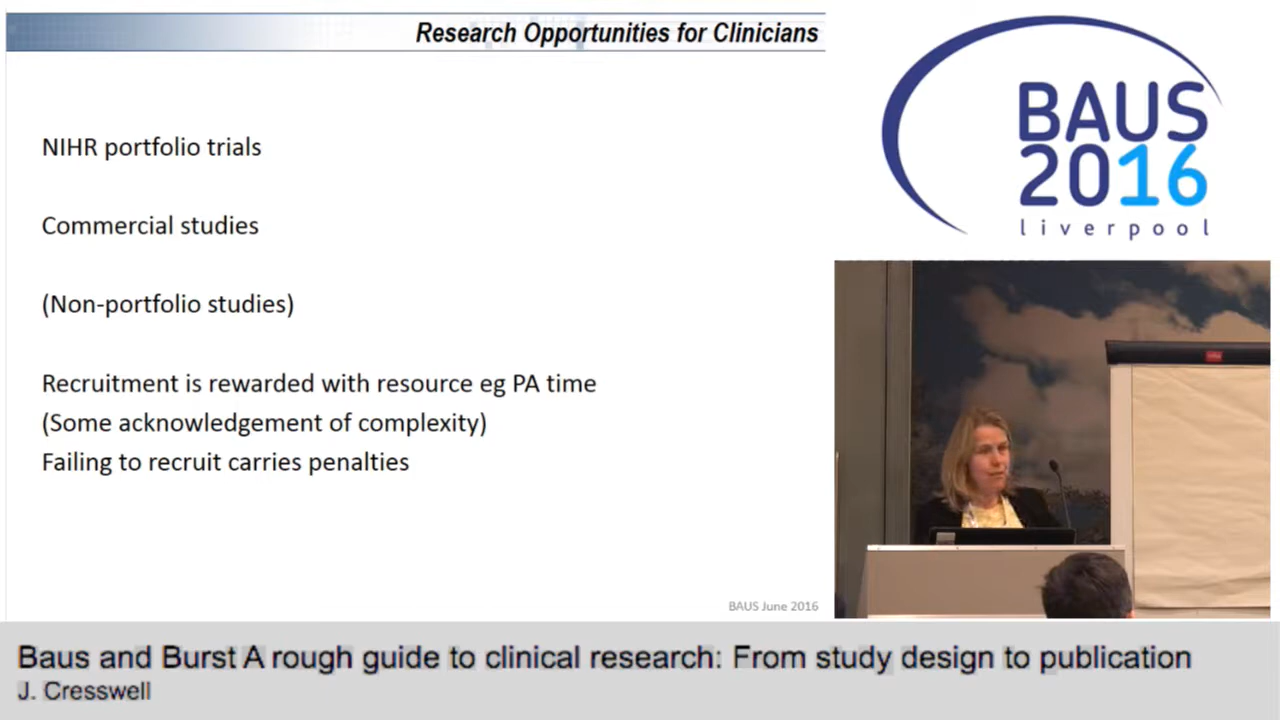 Research Opportunities for Clinicians
NIHR portfolio trials
Commercial studies
(Non-portfolio studies)
Recruitment is rewarded with resource eg PA time
(Some acknowledgement of complexity)
Failing to recruit carries penalties
BAUS June 2016
BAUS
2016
liverpool
Baus and Burst A rough guide to clinical research: From study design to publication
J. Cresswell